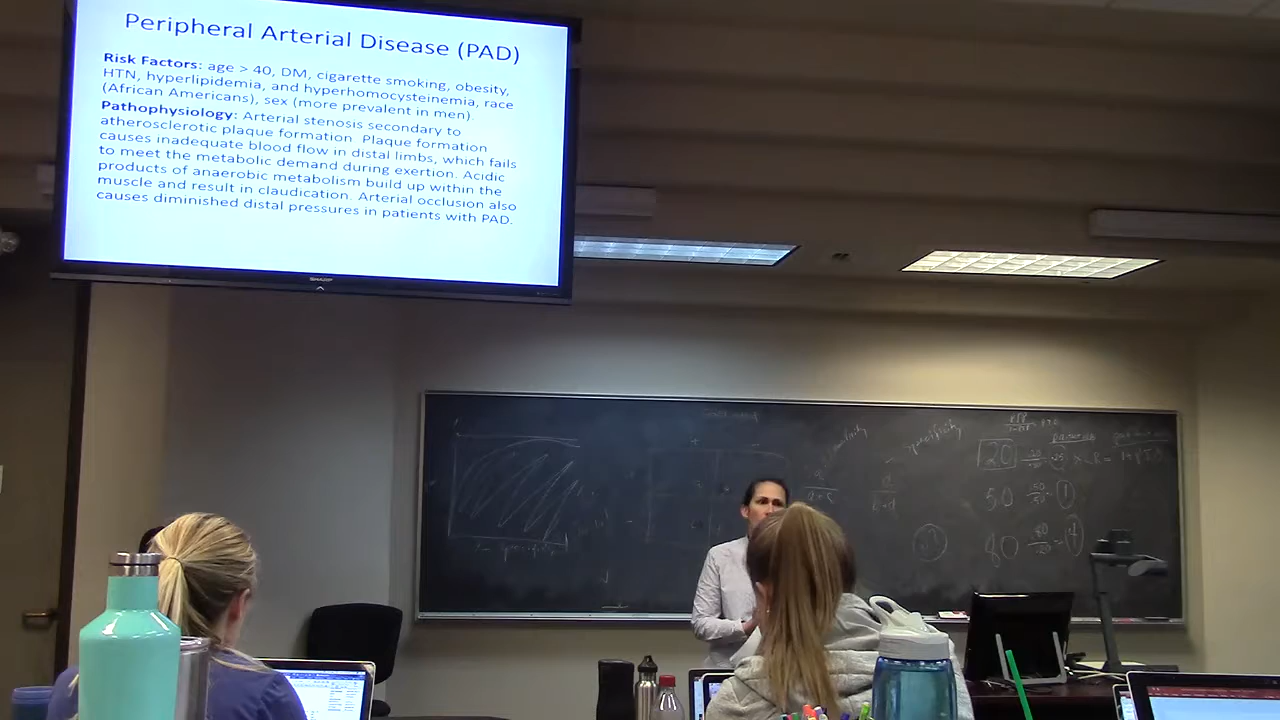 Peripheral Arterial Disease (PAD)
Risk Factors: age > 40, DM, cigarette smoking, obesity,
HTN, hyperlipidemia, and hyperhomocysteinemia, race
(African Americans), sex (more prevalent in men).
Pathophysiology: Arterial stenosis secondary to
atherosclerotic plaque formation Plaque formation
causes inadequate blood flow in distal limbs, which fails
to meet the metabolic demand during exertion. Acidic
products of anaerobic metabolism build up within the
muscle and result in claudication. Arterial occlusion also
causes diminished distal pressures in patients with PAD.
SHARP
specificity
20
50
1
80
4